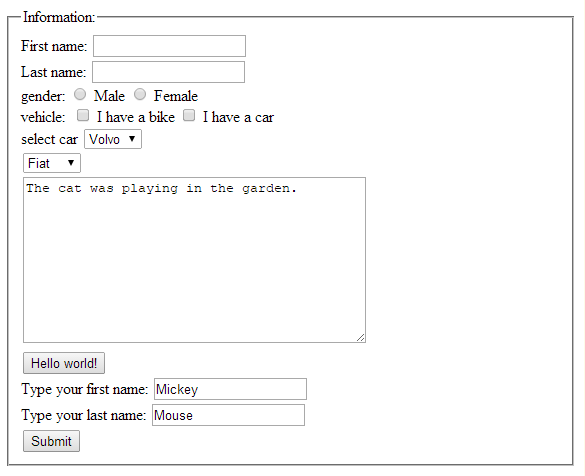 Information:
First name:
Last name:
gender: Male Female
vehicle: I have a bike I have a car
select car Volvo
Fiat
The cat was playing in the garden.
Hello world!
Type your first name: Mickey
Type your last name: Mouse
Submit